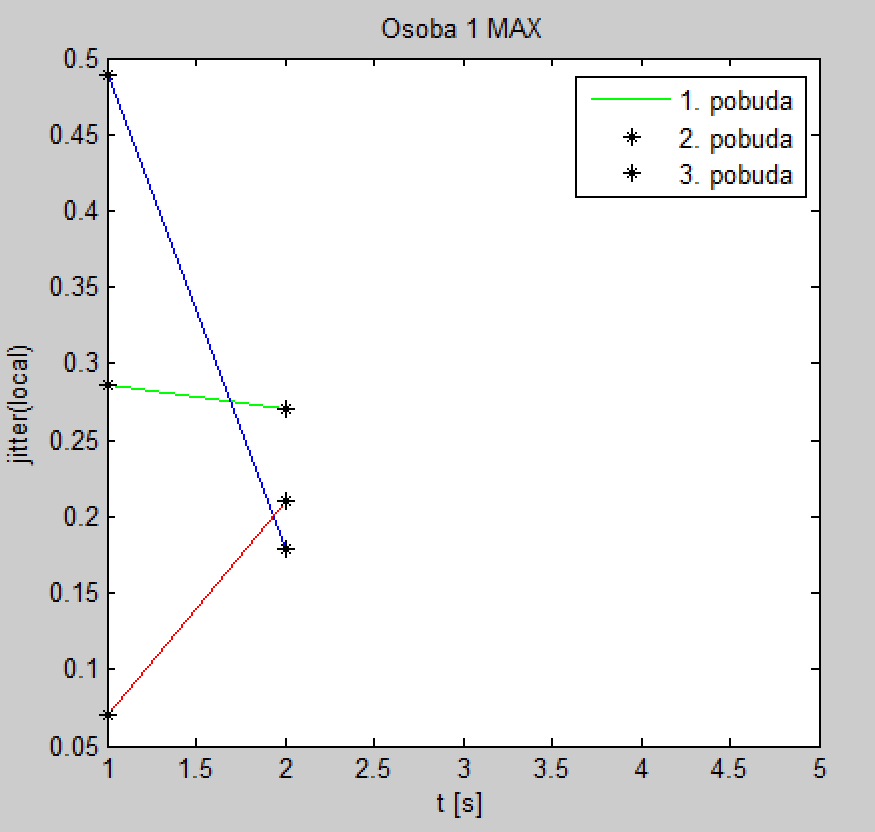 Osoba 1 MAX
1. pobuda
2. pobuda
3. pobuda
0.5
0.45
0.4
0.35
0.3
0.25
0.2
0.15
0.1
0.05
jitter(local)
1 1.5 2 2.5 3 3.5 4 4.5 5
t [s]